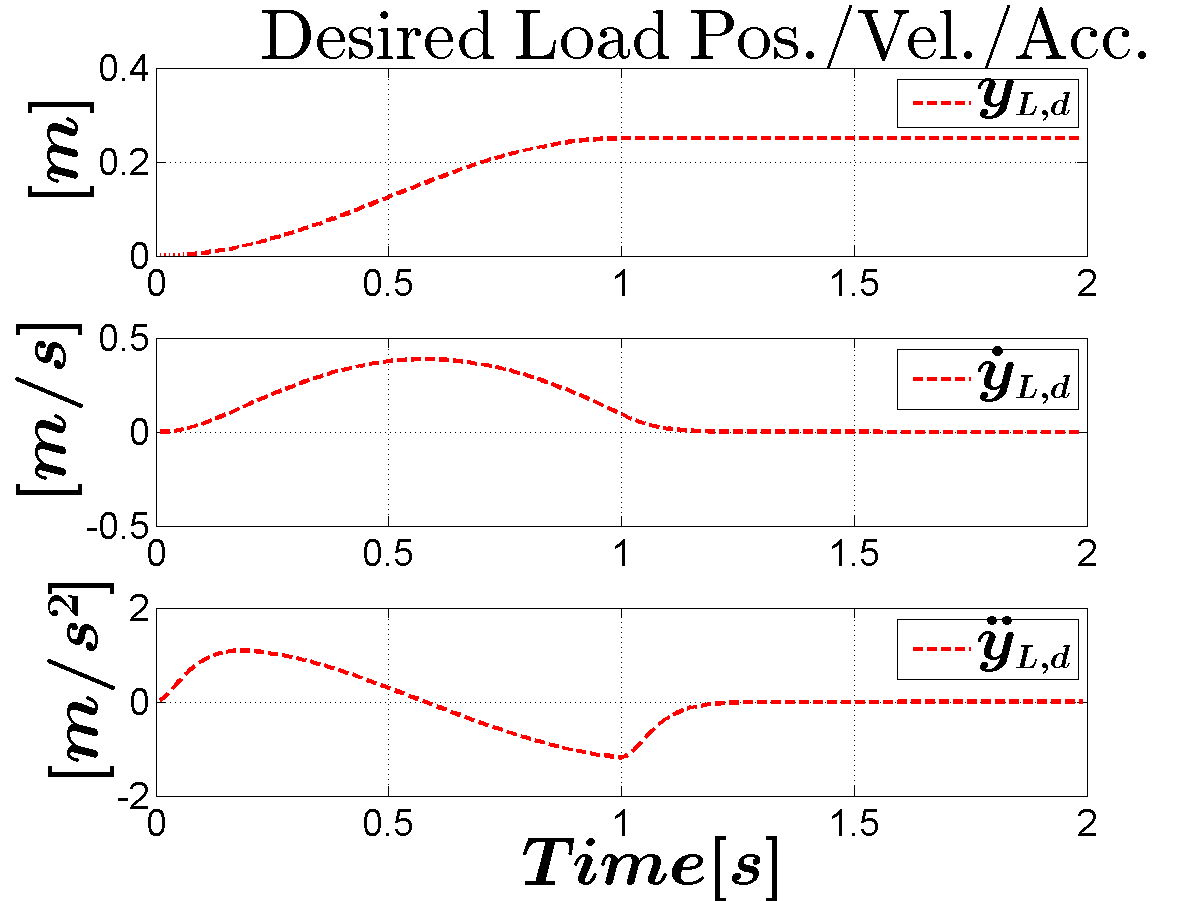 Desired Load Pos./Vel./Acc.
[m]
0.4
0.2
0
0 0.5 1 1.5 2
y_{L,d}
[m/s]
0.5
0
-0.5
0 0.5 1 1.5 2
ẏ_{L,d}
[m/s²]
2
0
-2
0 0.5 1 1.5 2
ÿ_{L,d}
Time[s]